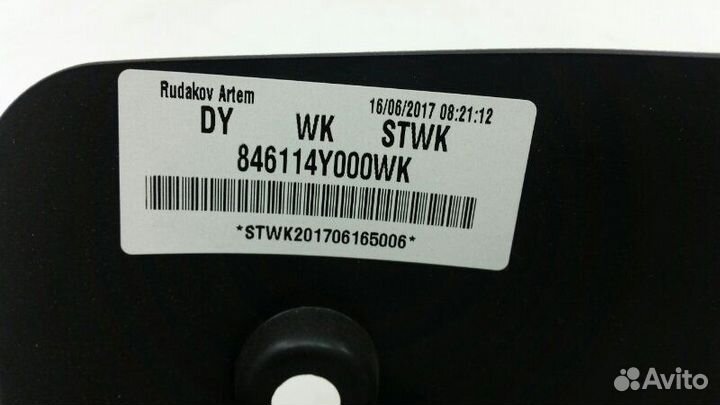 Rudakov Artem 16/06/2017 08:21:12
DY WK STWK
846114Y000WK
*STWK201706165006*
Avito